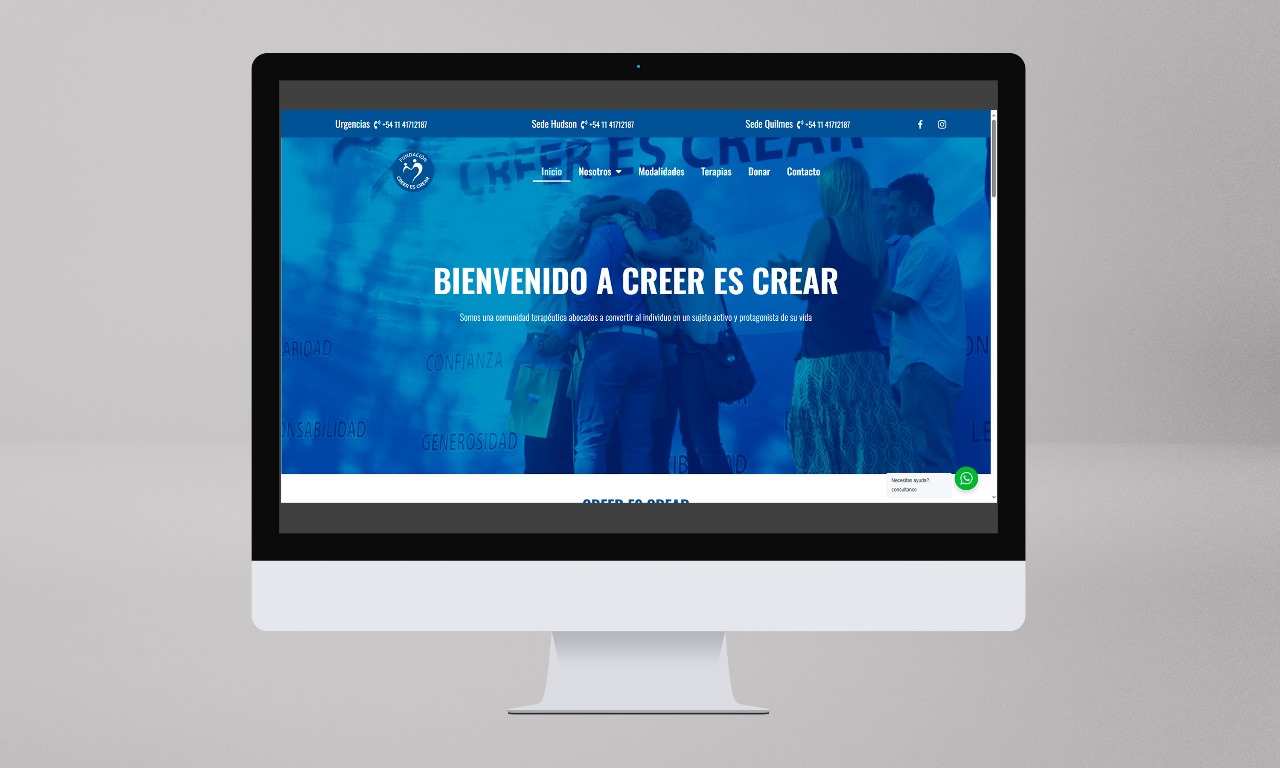 Urgencias +54 11 41712187
Sede Hudson +54 11 41712187
Sede Quilmes +54 11 41712187
CREER ES CREAR
FUNDACIÓN
CREER ES CREAR
Inicio
Nosotros
Modalidades
Terapias
Donar
Contacto
BIENVENIDO A CREER ES CREAR
Somos una comunidad terapéutica abocados a convertir al individuo en un sujeto activo y protagonista de su vida
ARIDAD
CONFIANZA
ONSABILIDAD
GENEROSIDAD
Necesitas ayuda?,
consultanos
CREER ES CREAR